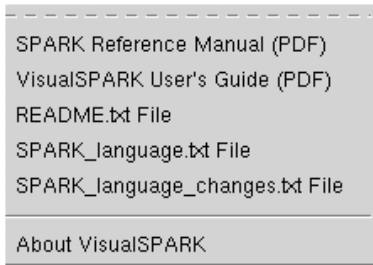 SPARK Reference Manual (PDF)
VisualSPARK User's Guide (PDF)
README.txt File
SPARK_language.txt File
SPARK_language_changes.txt File
About VisualSPARK